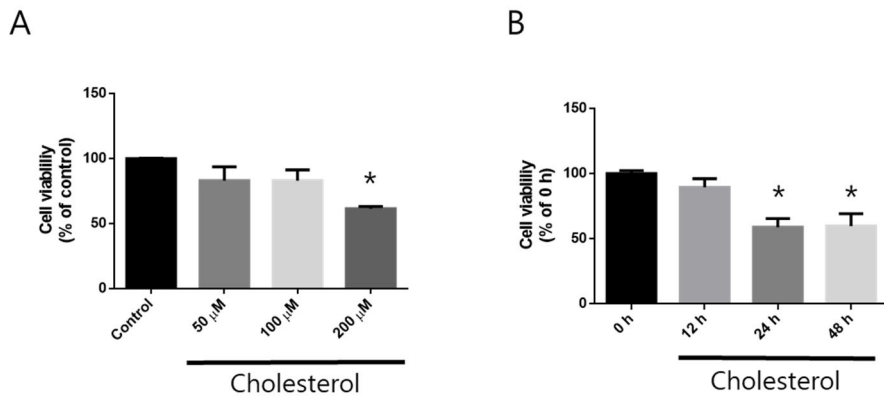 A
Cell viability
(% of control)
150
100
50
0
*
Control
50 μM
100 μM
200 μM
Cholesterol
B
Cell viability
(% of 0 h)
150
100
50
0
*
*
0 h
12 h
24 h
48 h
Cholesterol